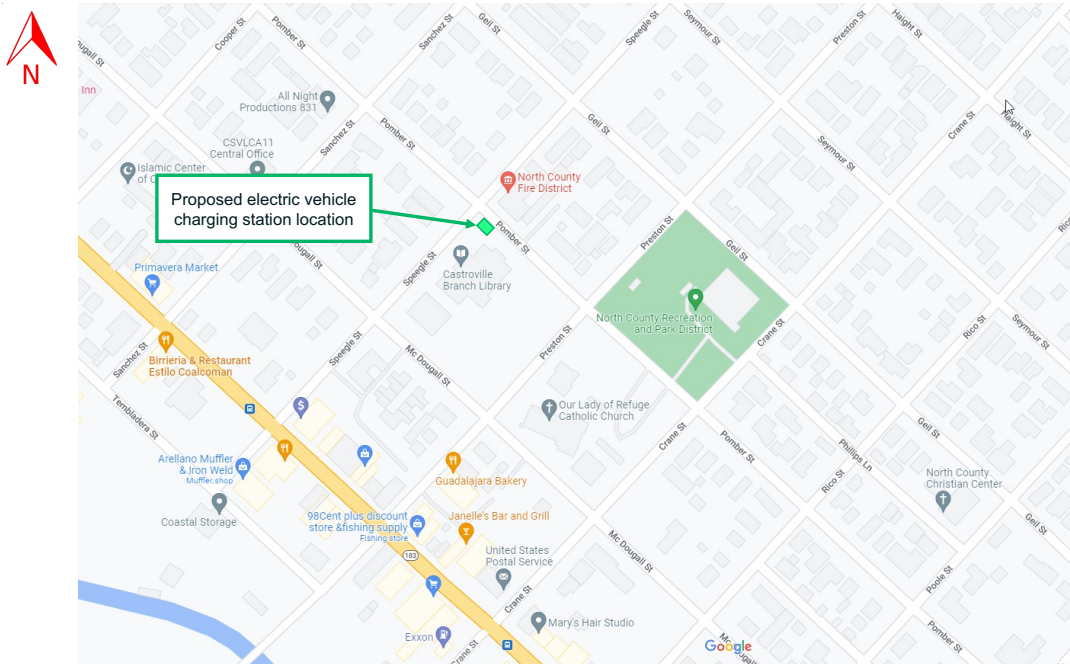 N
Cooper St
Pomber St
Sanchez St
Geil St
Speegle St
Seymour St
Preston St
Haight St
Inn
All Night
Productions 831
Sanchez St
Pomber St
Geil St
Crane St
Haight St
CSVLCA11
Central Office
Seymour St
Islamic Center
Proposed electric vehicle
charging station location
North County
Fire District
Pomber St
Preston St
Geil St
Speegle St
Castroville
Branch Library
Primavera Market
North County Recreation
and Park District
Crane St
Rico St
Seymour St
Sanchez St
Birrieria & Restaurant
Estilo Coalcoman
Speegle St
Mc Dougall St
Preston St
Tembladera St
Our Lady of Refuge
Catholic Church
Crane St
Pomber St
Phillips Ln
Geil St
Arellano Muffler
& Iron Weld
Muffler shop
Guadalajara Bakery
Rico St
North County
Christian Center
Coastal Storage
98Cent plus discount
store &fishing supply
Fishing store
Janelle's Bar and Grill
Geil St
183
United States
Postal Service
Mc Dougall St
Crane St
Poole St
Mary's Hair Studio
Pomber St
Exxon
Crane St
Google